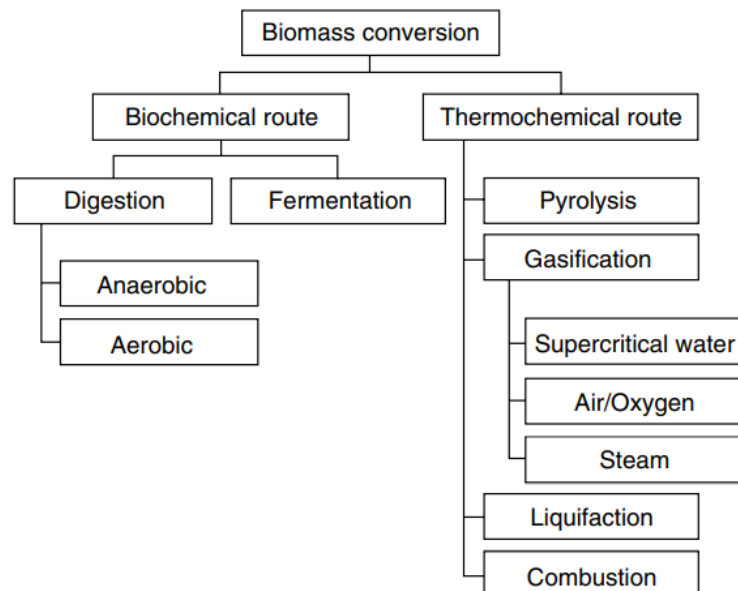 Biomass conversion
Biochemical route
Thermochemical route
Digestion
Fermentation
Pyrolysis
Gasification
Anaerobic
Aerobic
Supercritical water
Air/Oxygen
Steam
Liquifaction
Combustion